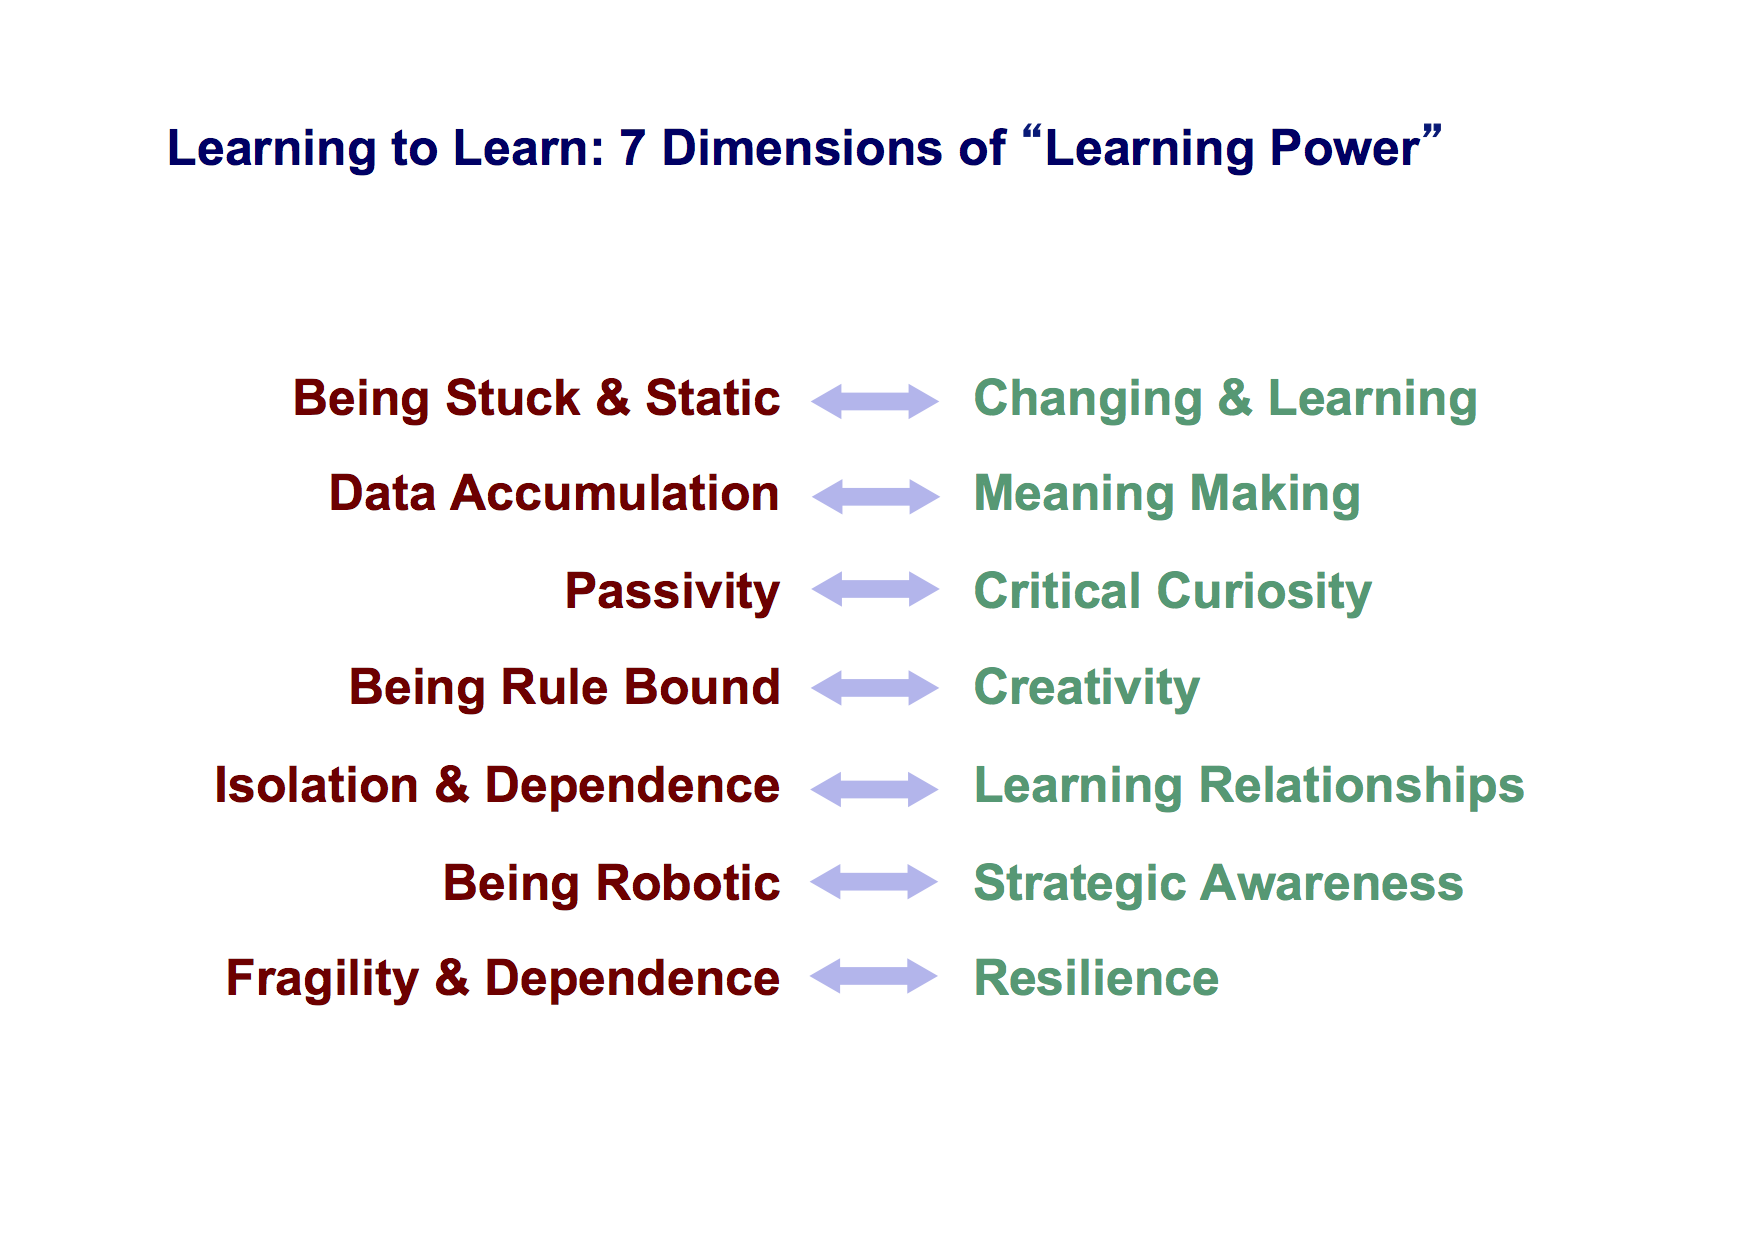 Learning to Learn: 7 Dimensions of “Learning Power”
Being Stuck & Static Changing & Learning
Data Accumulation Meaning Making
Passivity Critical Curiosity
Being Rule Bound Creativity
Isolation & Dependence Learning Relationships
Being Robotic Strategic Awareness
Fragility & Dependence Resilience